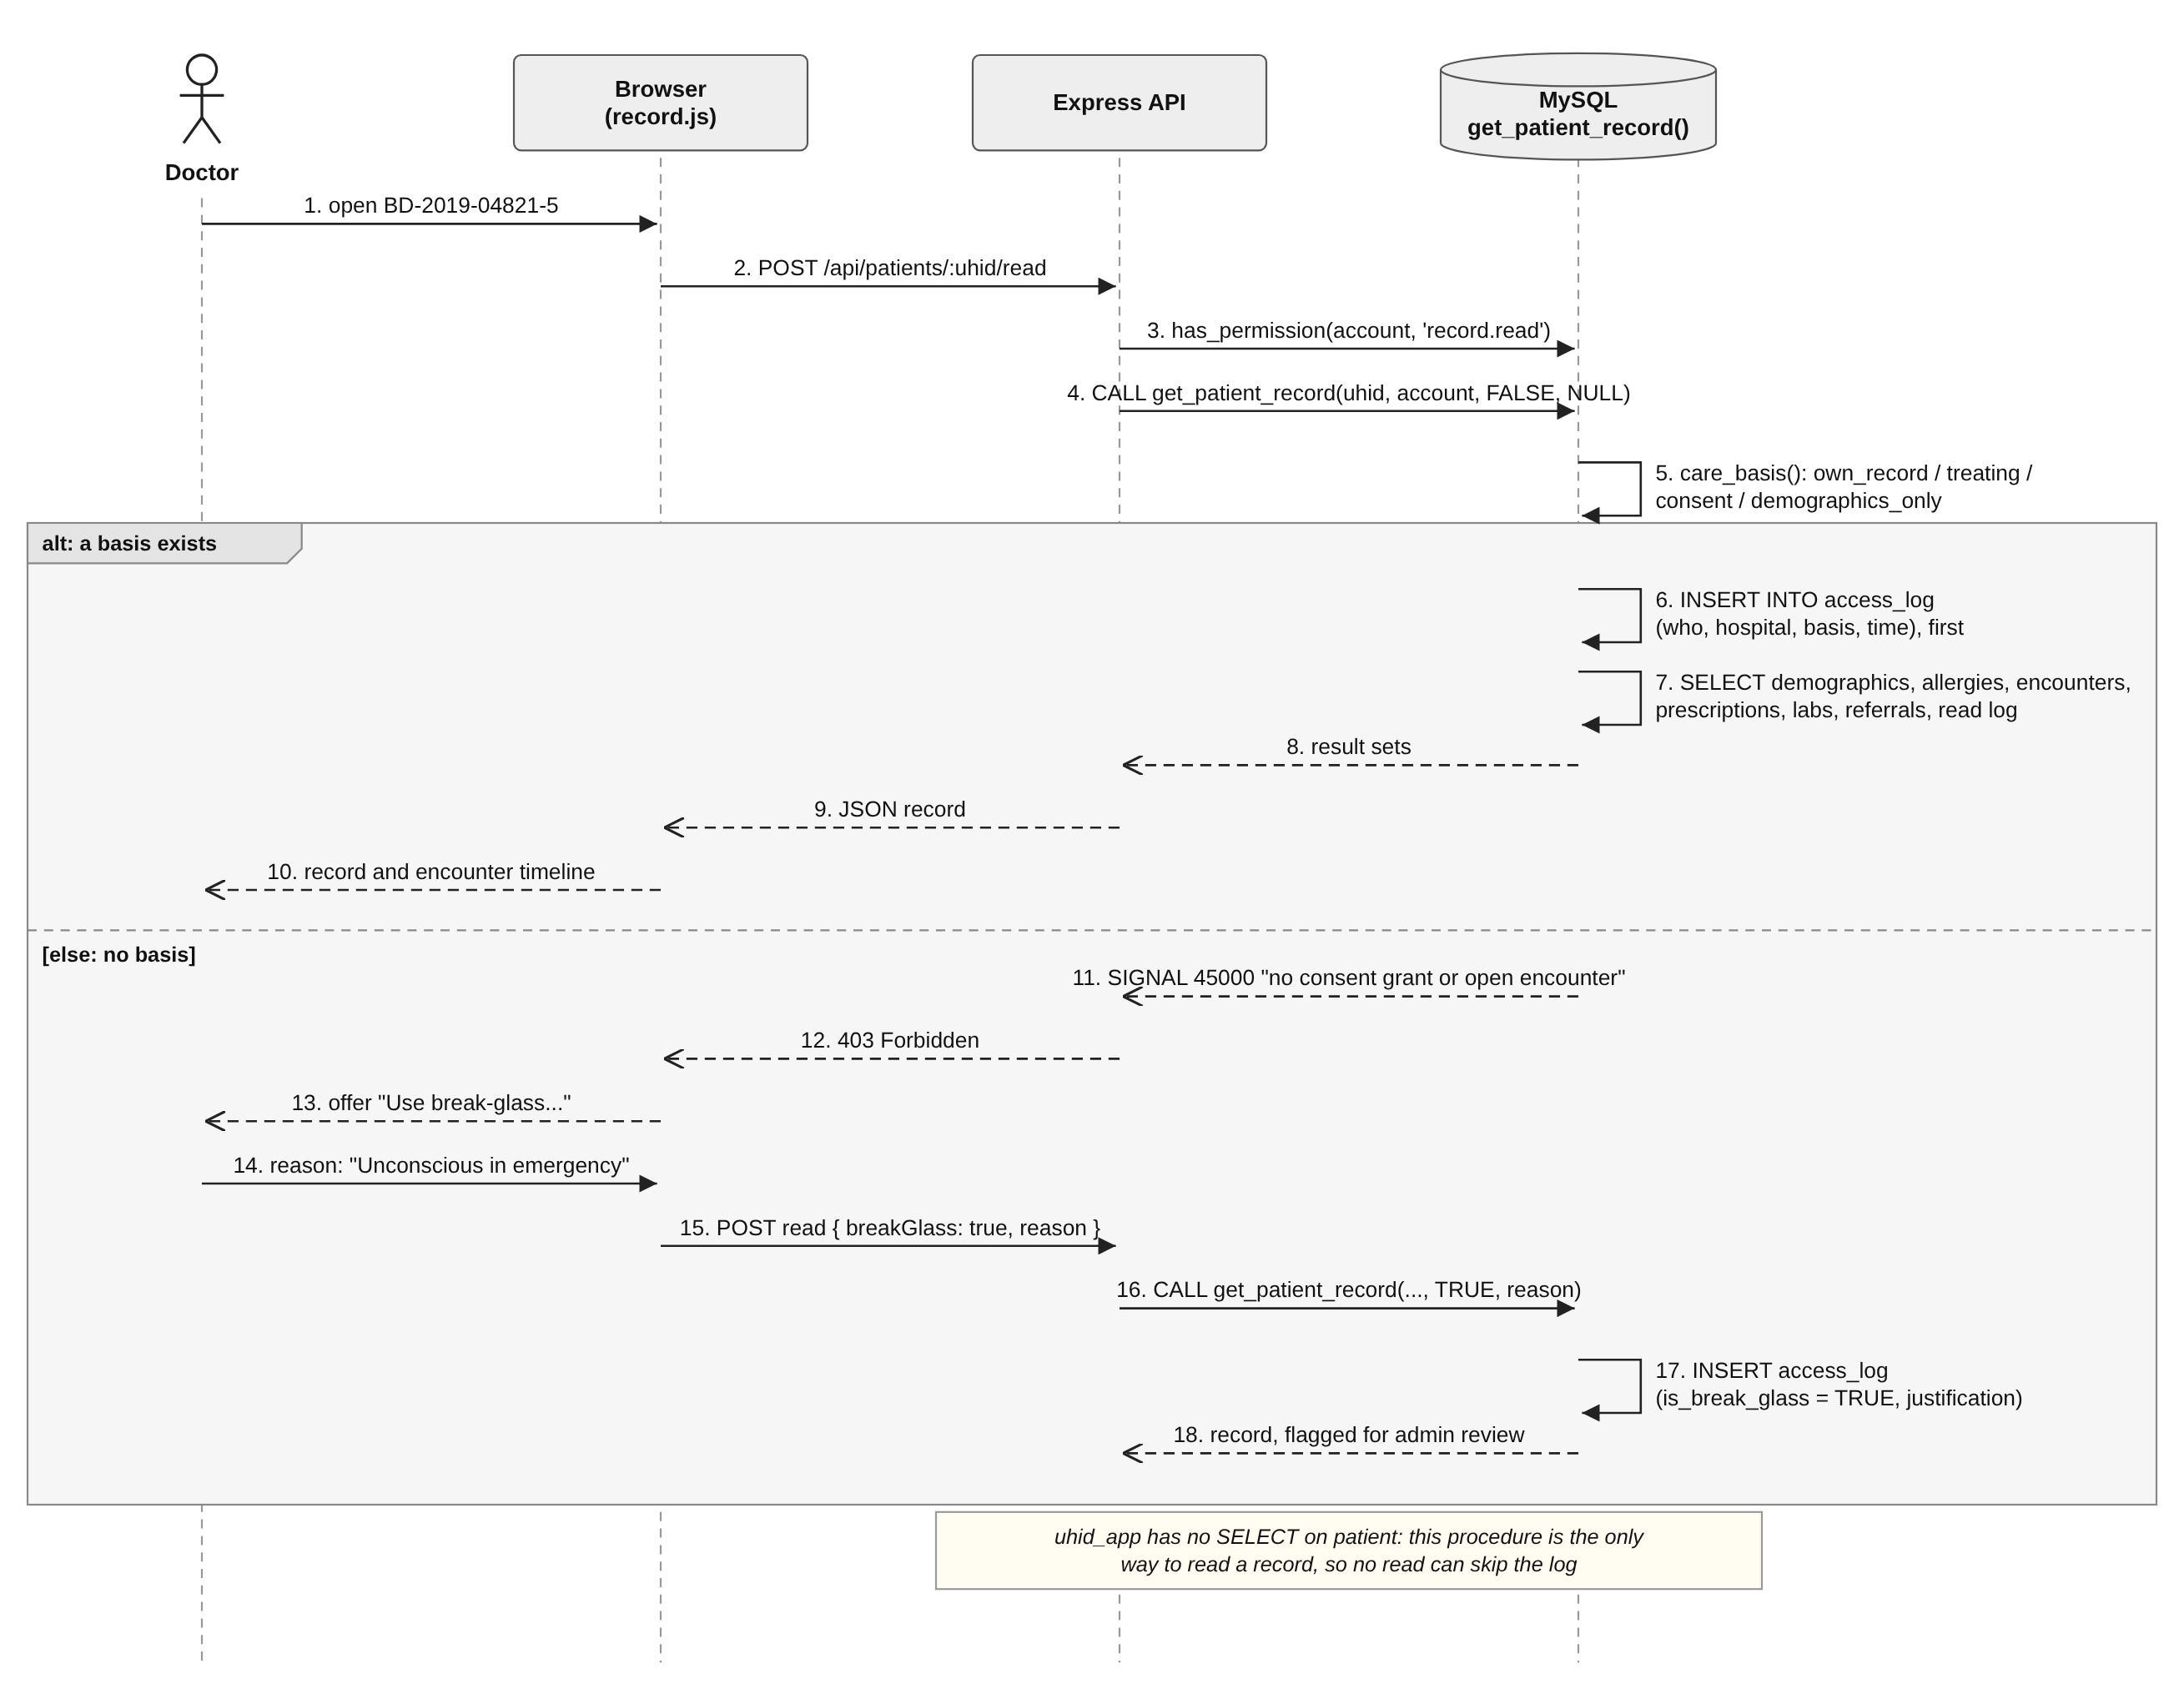 Doctor
Browser
(record.js)
Express API
MySQL
get_patient_record()
1. open BD-2019-04821-5
2. POST /api/patients/:uhid/read
3. has_permission(account, 'record.read')
4. CALL get_patient_record(uhid, account, FALSE, NULL)
5. care_basis(): own_record / treating /
consent / demographics_only
alt: a basis exists
6. INSERT INTO access_log
(who, hospital, basis, time), first
7. SELECT demographics, allergies, encounters,
prescriptions, labs, referrals, read log
8. result sets
9. JSON record
10. record and encounter timeline
[else: no basis]
11. SIGNAL 45000 "no consent grant or open encounter"
12. 403 Forbidden
13. offer "Use break-glass..."
14. reason: "Unconscious in emergency"
15. POST read { breakGlass: true, reason }
16. CALL get_patient_record(..., TRUE, reason)
17. INSERT access_log
(is_break_glass = TRUE, justification)
18. record, flagged for admin review
uhid_app has no SELECT on patient: this procedure is the only
way to read a record, so no read can skip the log